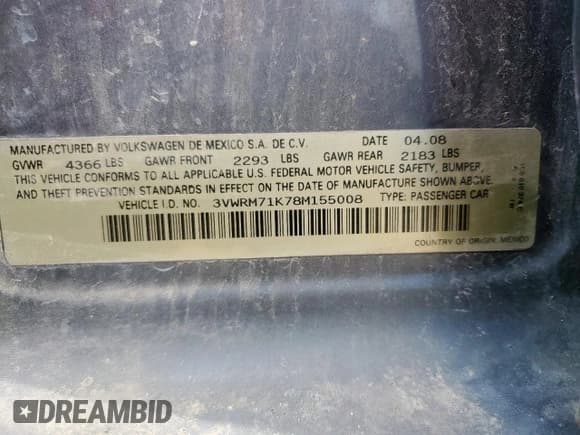 MANUFACTURED BY VOLKSWAGEN DE MEXICO S.A. DE C.V. DATE 04.08
GVWR 4366 LBS GAWR FRONT 2293 LBS GAWR REAR 2183 LBS
THIS VEHICLE CONFORMS TO ALL APPLICABLE U.S. FEDERAL MOTOR VEHICLE SAFETY, BUMPER,
AND THEFT PREVENTION STANDARDS IN EFFECT ON THE DATE OF MANUFACTURE SHOWN ABOVE.
VEHICLE I.D. NO. 3VWRM71K78M155008 TYPE: PASSENGER CAR
COUNTRY OF ORIGIN: MEXICO
DREAMBID